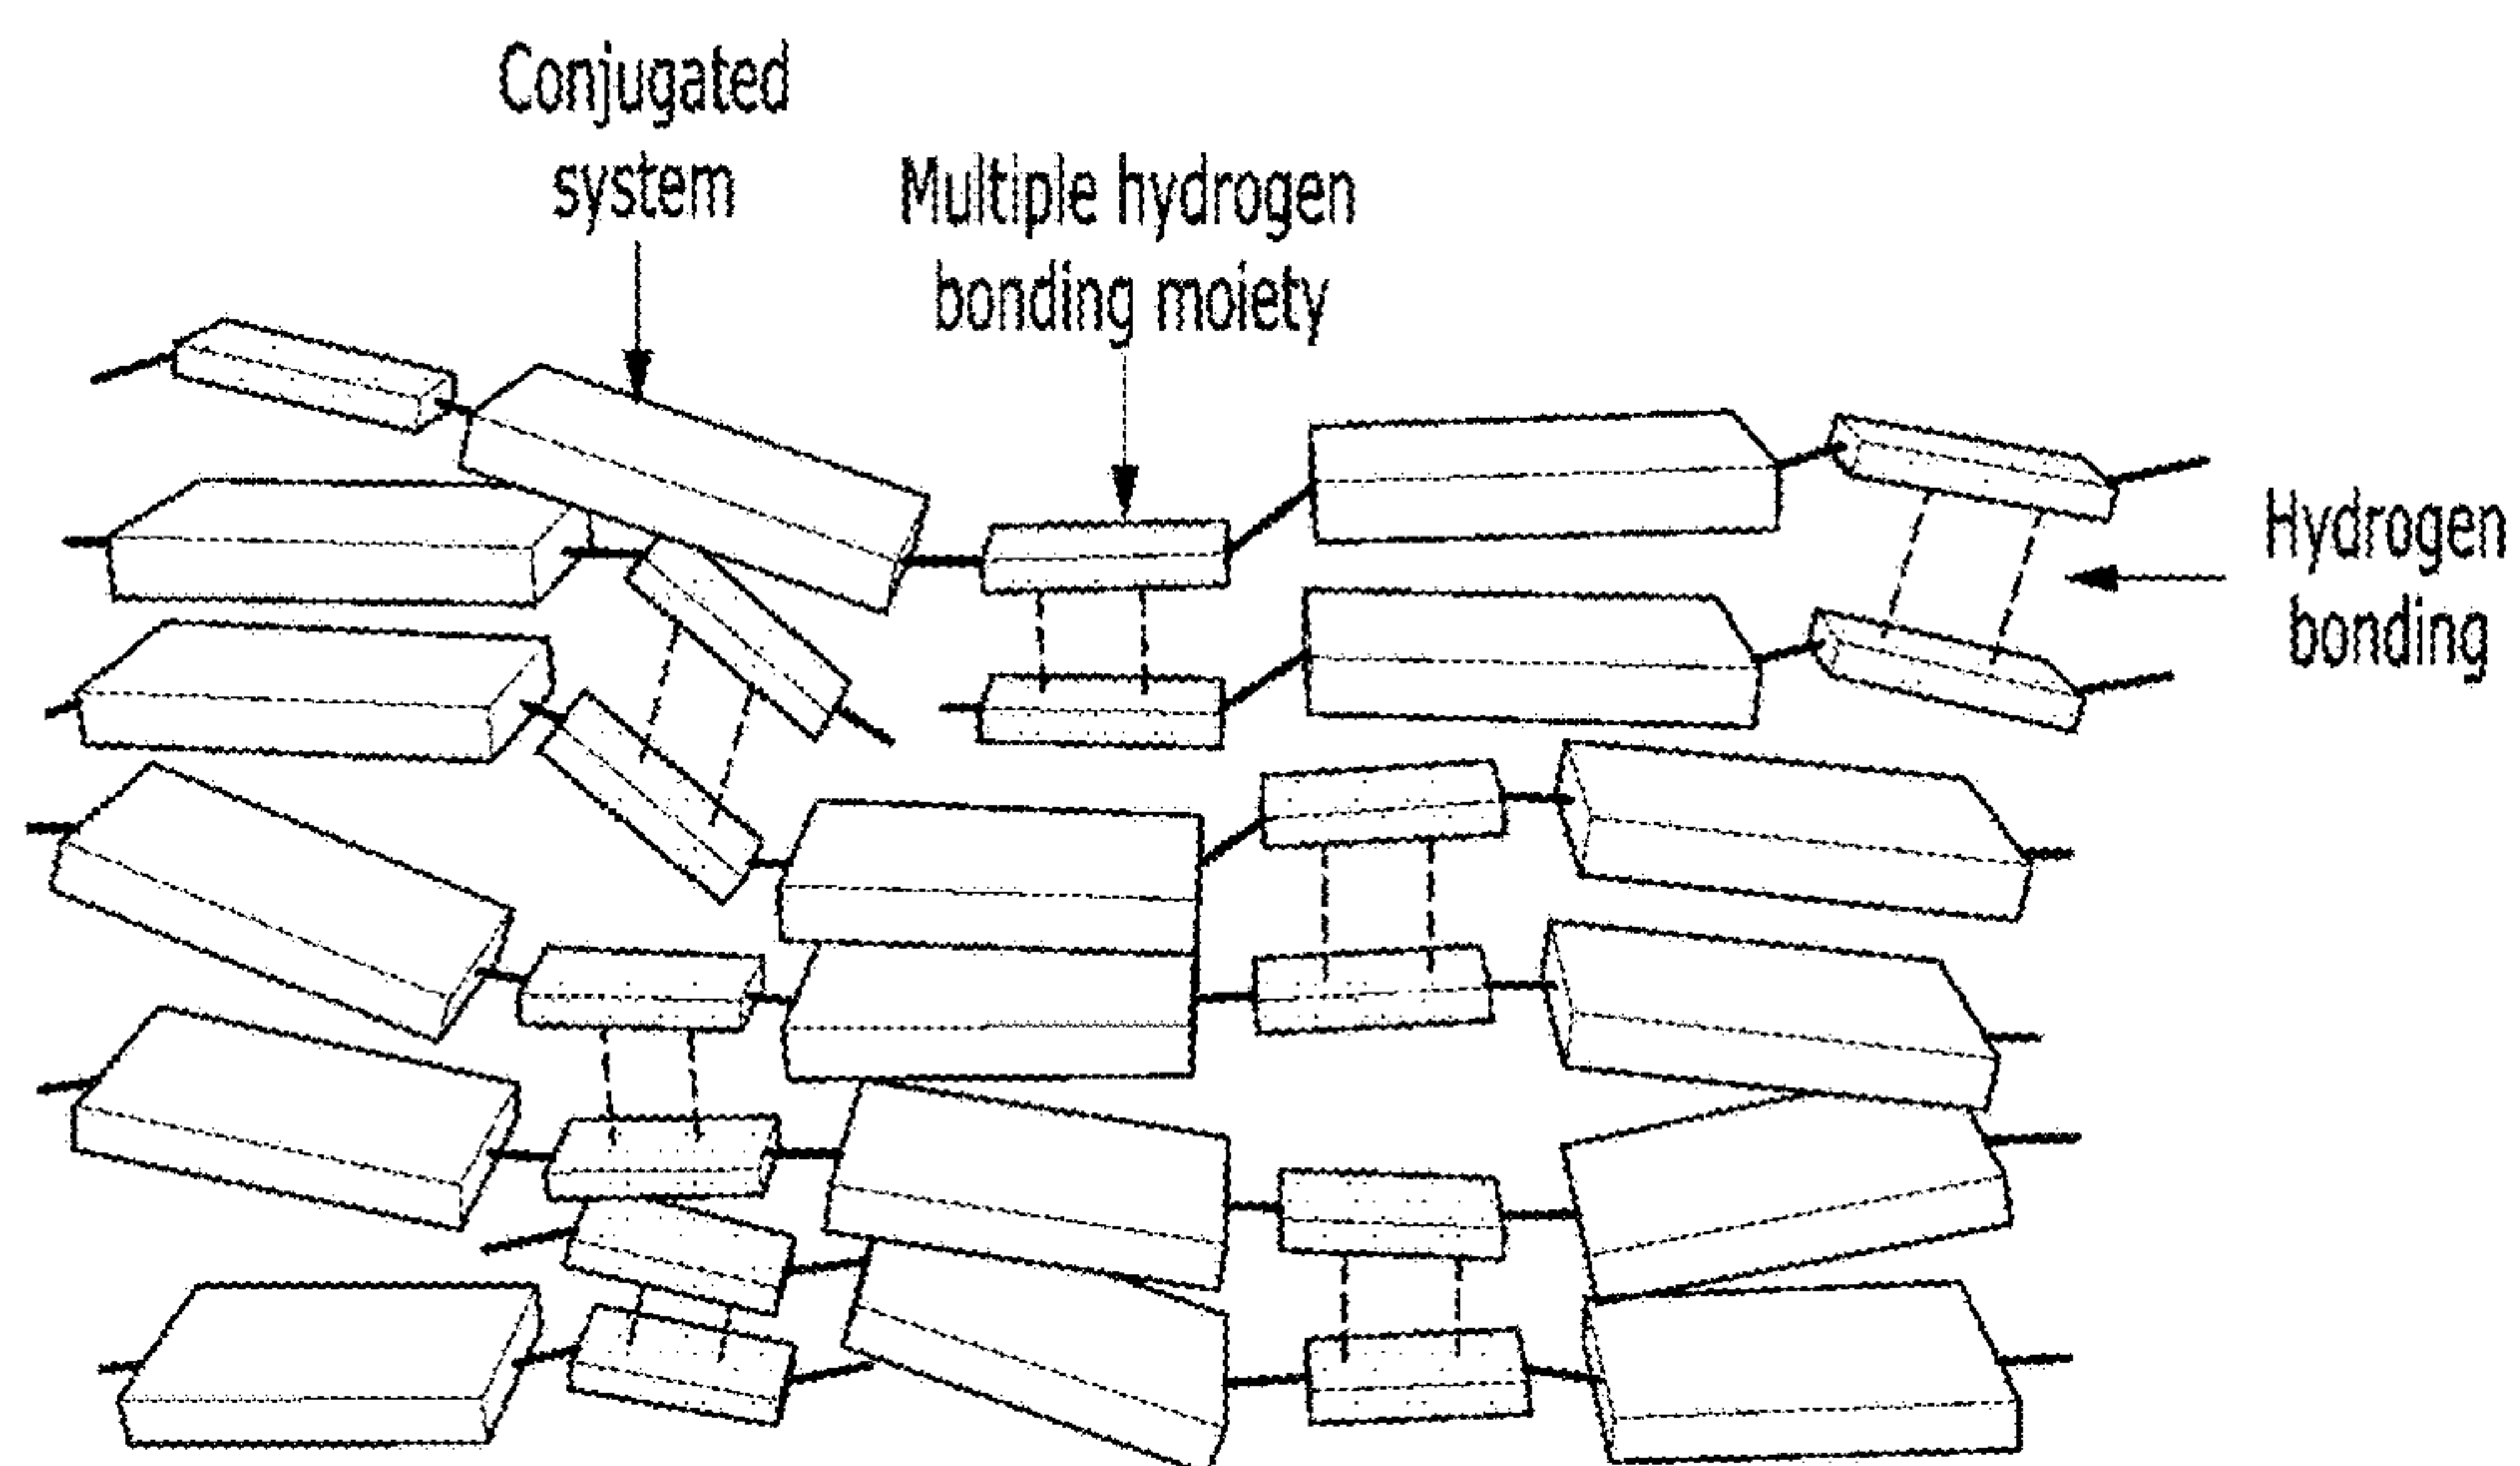 Conjugated
system
Multiple hydrogen
bonding moiety
Hydrogen
bonding